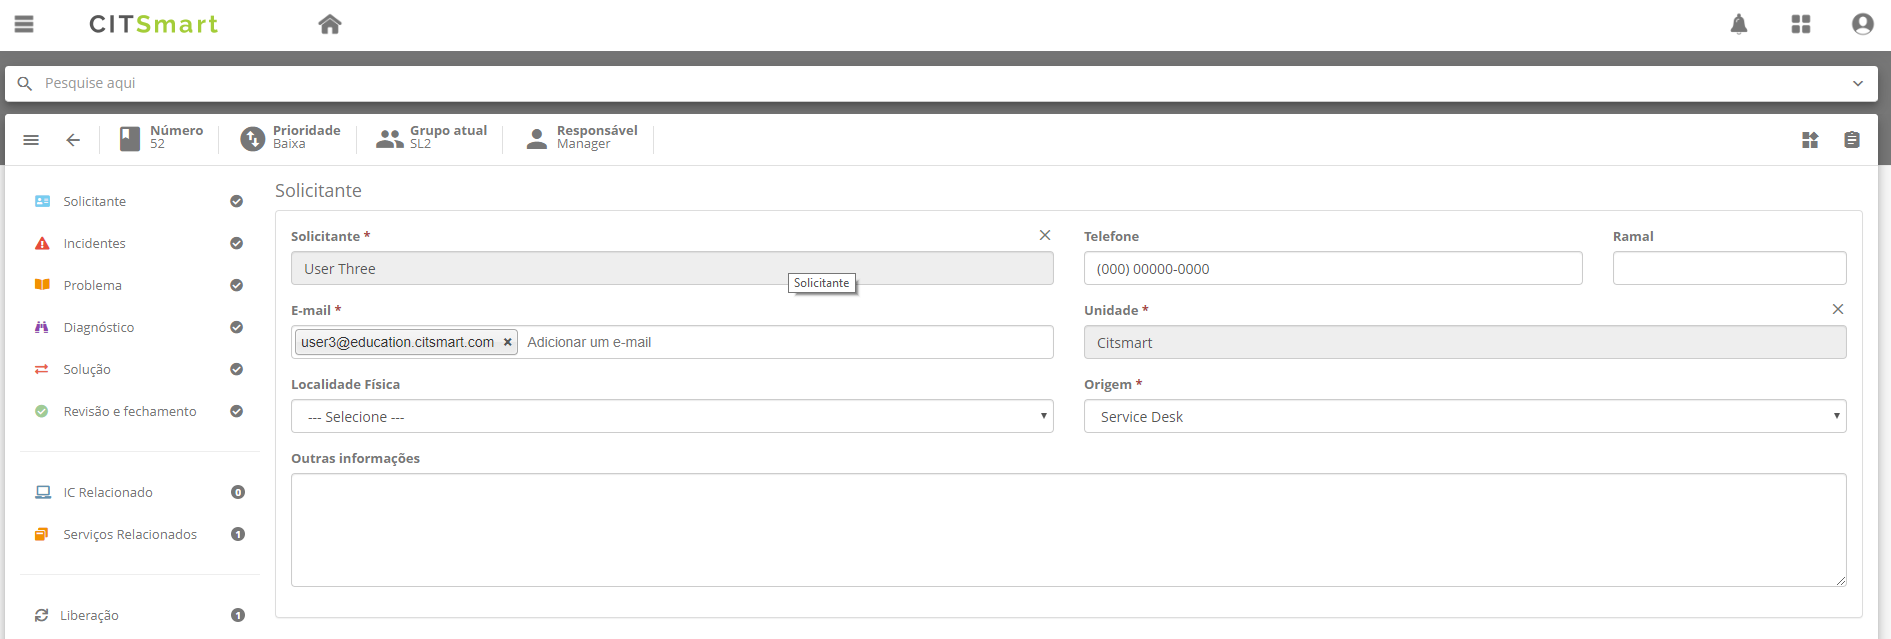 CITSmart
Pesquise aqui
Número
52
Prioridade
Baixa
Grupo atual
SL2
Responsável
Manager
Solicitante
Incidentes
Problema
Diagnóstico
Solução
Revisão e fechamento
IC Relacionado 0
Serviços Relacionados 1
Liberação 1
Solicitante
Solicitante *
User Three
Solicitante
Telefone
(000) 00000-0000
Ramal
E-mail *
user3@education.citsmart.com × Adicionar um e-mail
Unidade *
Citsmart
Localidade Física
--- Selecione ---
Origem *
Service Desk
Outras informações